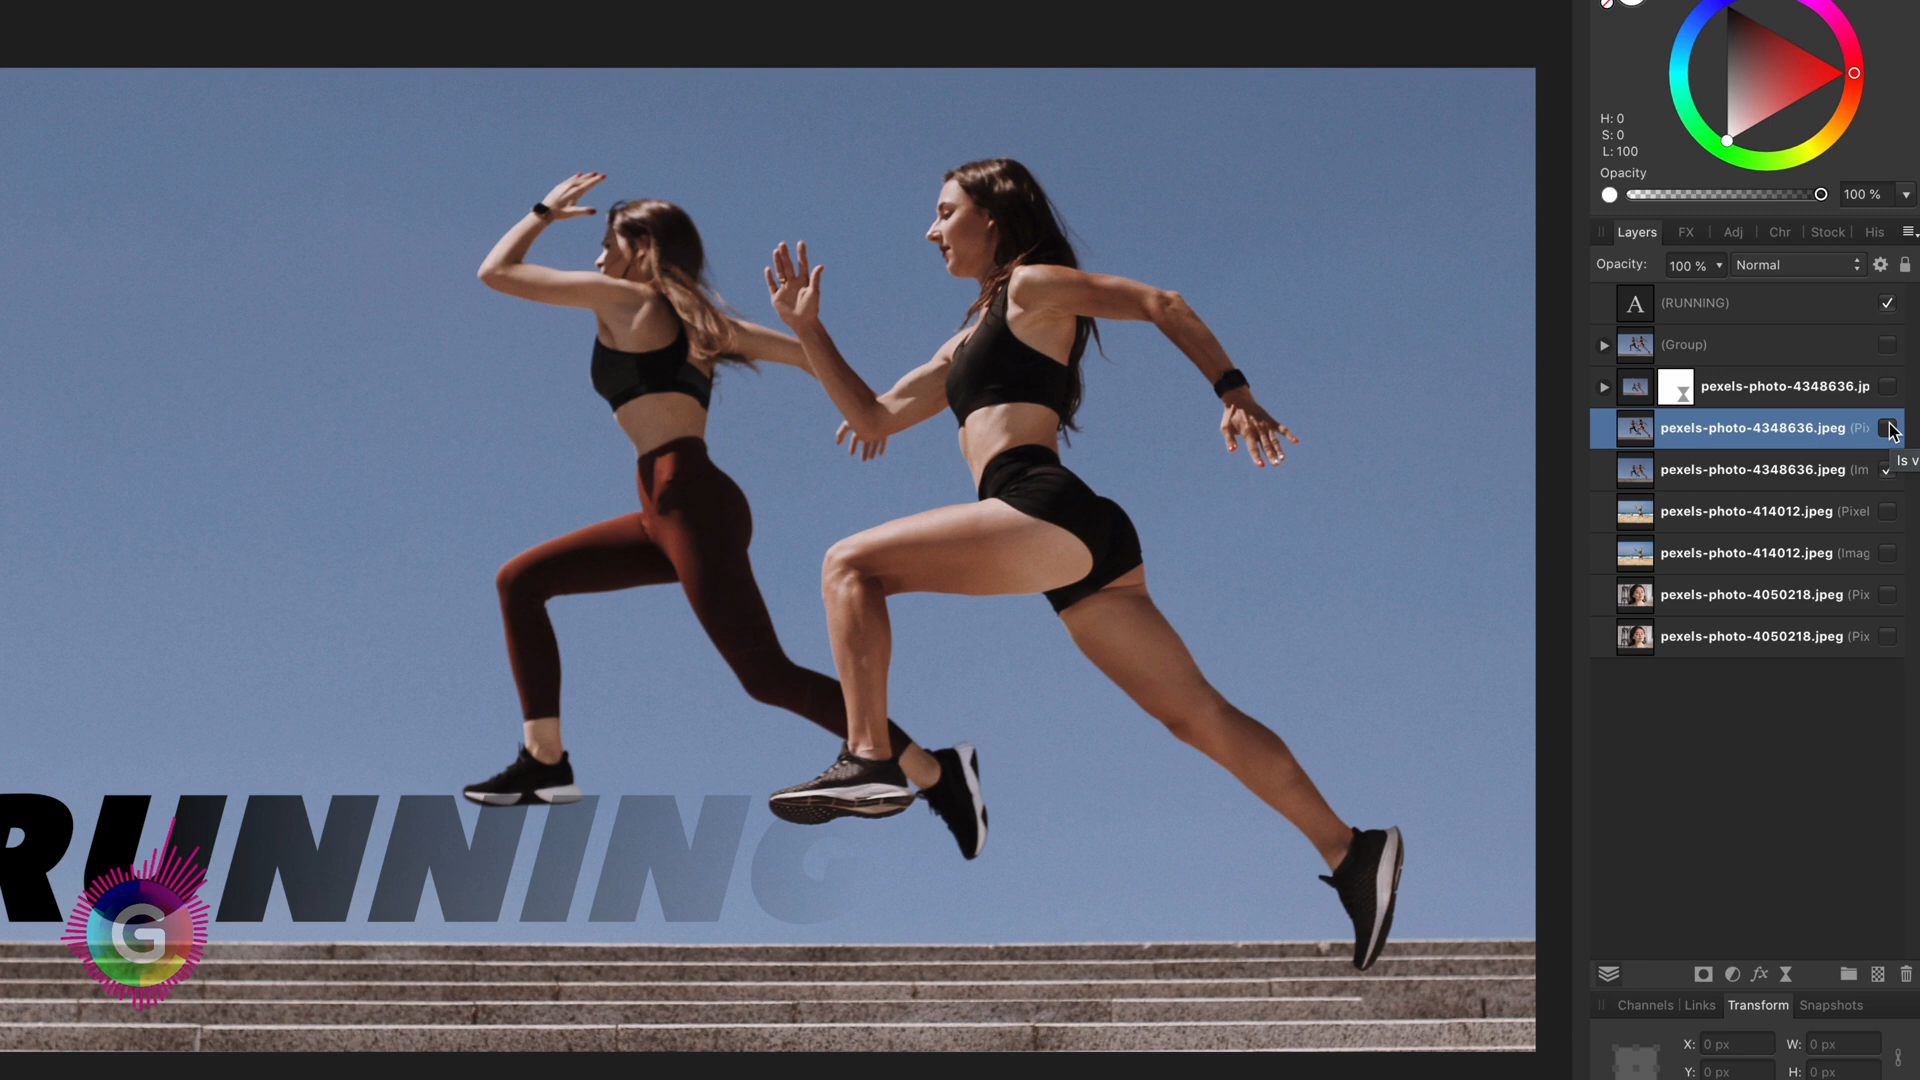 H: 0
S: 0
L: 100
Opacity
100 %
Layers FX Adj Chr Stock His
Opacity: 100 % Normal
A (RUNNING)
(Group)
pexels-photo-4348636.jp
pexels-photo-4348636.jpeg (Pix
Is v
pexels-photo-4348636.jpeg (Im
pexels-photo-414012.jpeg (Pixel
pexels-photo-414012.jpeg (Imag
pexels-photo-4050218.jpeg (Pix
pexels-photo-4050218.jpeg (Pix
RUNNING
G
fx
Channels Links Transform Snapshots
X: 0 px W: 0 px
Y: 0 px H: 0 px